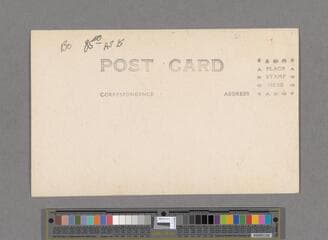 POST CARD
PLACE
STAMP
HERE
CORRESPONDENCE
ADDRESS